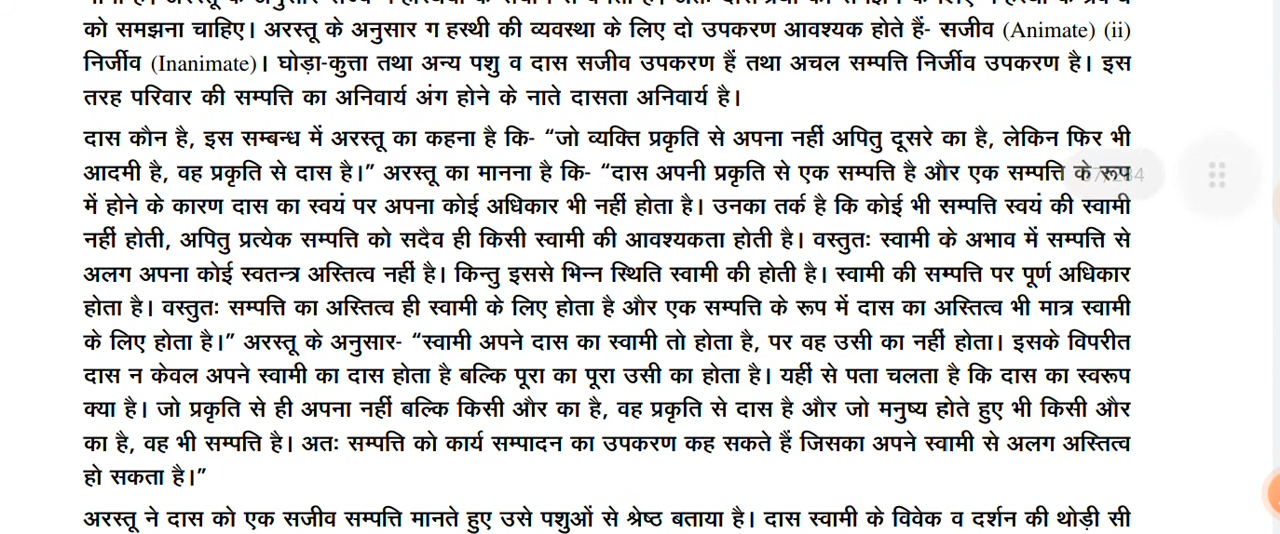 को समझना चाहिए। अरस्तू के अनुसार ग हस्थी की व्यवस्था के लिए दो उपकरण आवश्यक होते हैं- सजीव (Animate) (ii)
निर्जीव (Inanimate)। घोड़ा-कुत्ता तथा अन्य पशु व दास सजीव उपकरण हैं तथा अचल सम्पत्ति निर्जीव उपकरण है। इस
तरह परिवार की सम्पत्ति का अनिवार्य अंग होने के नाते दासता अनिवार्य है।
दास कौन है, इस सम्बन्ध में अरस्तू का कहना है कि- “जो व्यक्ति प्रकृति से अपना नहीं अपितु दूसरे का है, लेकिन फिर भी
आदमी है, वह प्रकृति से दास है।” अरस्तू का मानना है कि- “दास अपनी प्रकृति से एक सम्पत्ति है और एक सम्पत्ति के रूप
में होने के कारण दास का स्वयं पर अपना कोई अधिकार भी नहीं होता है। उनका तर्क है कि कोई भी सम्पत्ति स्वयं की स्वामी
नहीं होती, अपितु प्रत्येक सम्पत्ति को सदैव ही किसी स्वामी की आवश्यकता होती है। वस्तुतः स्वामी के अभाव में सम्पत्ति से
अलग अपना कोई स्वतन्त्र अस्तित्व नहीं है। किन्तु इससे भिन्न स्थिति स्वामी की होती है। स्वामी की सम्पत्ति पर पूर्ण अधिकार
होता है। वस्तुतः सम्पत्ति का अस्तित्व ही स्वामी के लिए होता है और एक सम्पत्ति के रूप में दास का अस्तित्व भी मात्र स्वामी
के लिए होता है।” अरस्तू के अनुसार- “स्वामी अपने दास का स्वामी तो होता है, पर वह उसी का नहीं होता। इसके विपरीत
दास न केवल अपने स्वामी का दास होता है बल्कि पूरा का पूरा उसी का होता है। यहीं से पता चलता है कि दास का स्वरूप
क्या है। जो प्रकृति से ही अपना नहीं बल्कि किसी और का है, वह प्रकृति से दास है और जो मनुष्य होते हुए भी किसी और
का है, वह भी सम्पत्ति है। अतः सम्पत्ति को कार्य सम्पादन का उपकरण कह सकते हैं जिसका अपने स्वामी से अलग अस्तित्व
हो सकता है।”
अरस्तू ने दास को एक सजीव सम्पत्ति मानते हुए उसे पशुओं से श्रेष्ठ बताया है। दास स्वामी के विवेक व दर्शन की थोड़ी सी